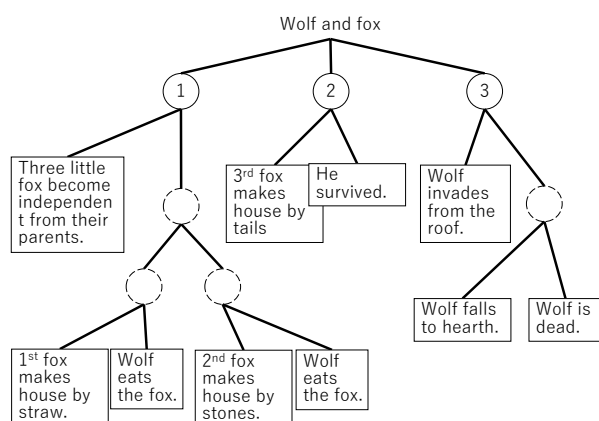 Wolf and fox
1
2
3
Three little
fox become
independen
t from their
parents.
3rd fox
makes
house by
tails
He
survived.
Wolf
invades
from the
roof.
Wolf falls
to hearth.
Wolf is
dead.
1st fox
makes
house by
straw.
Wolf
eats
the fox.
2nd fox
makes
house by
stones.
Wolf
eats
the fox.